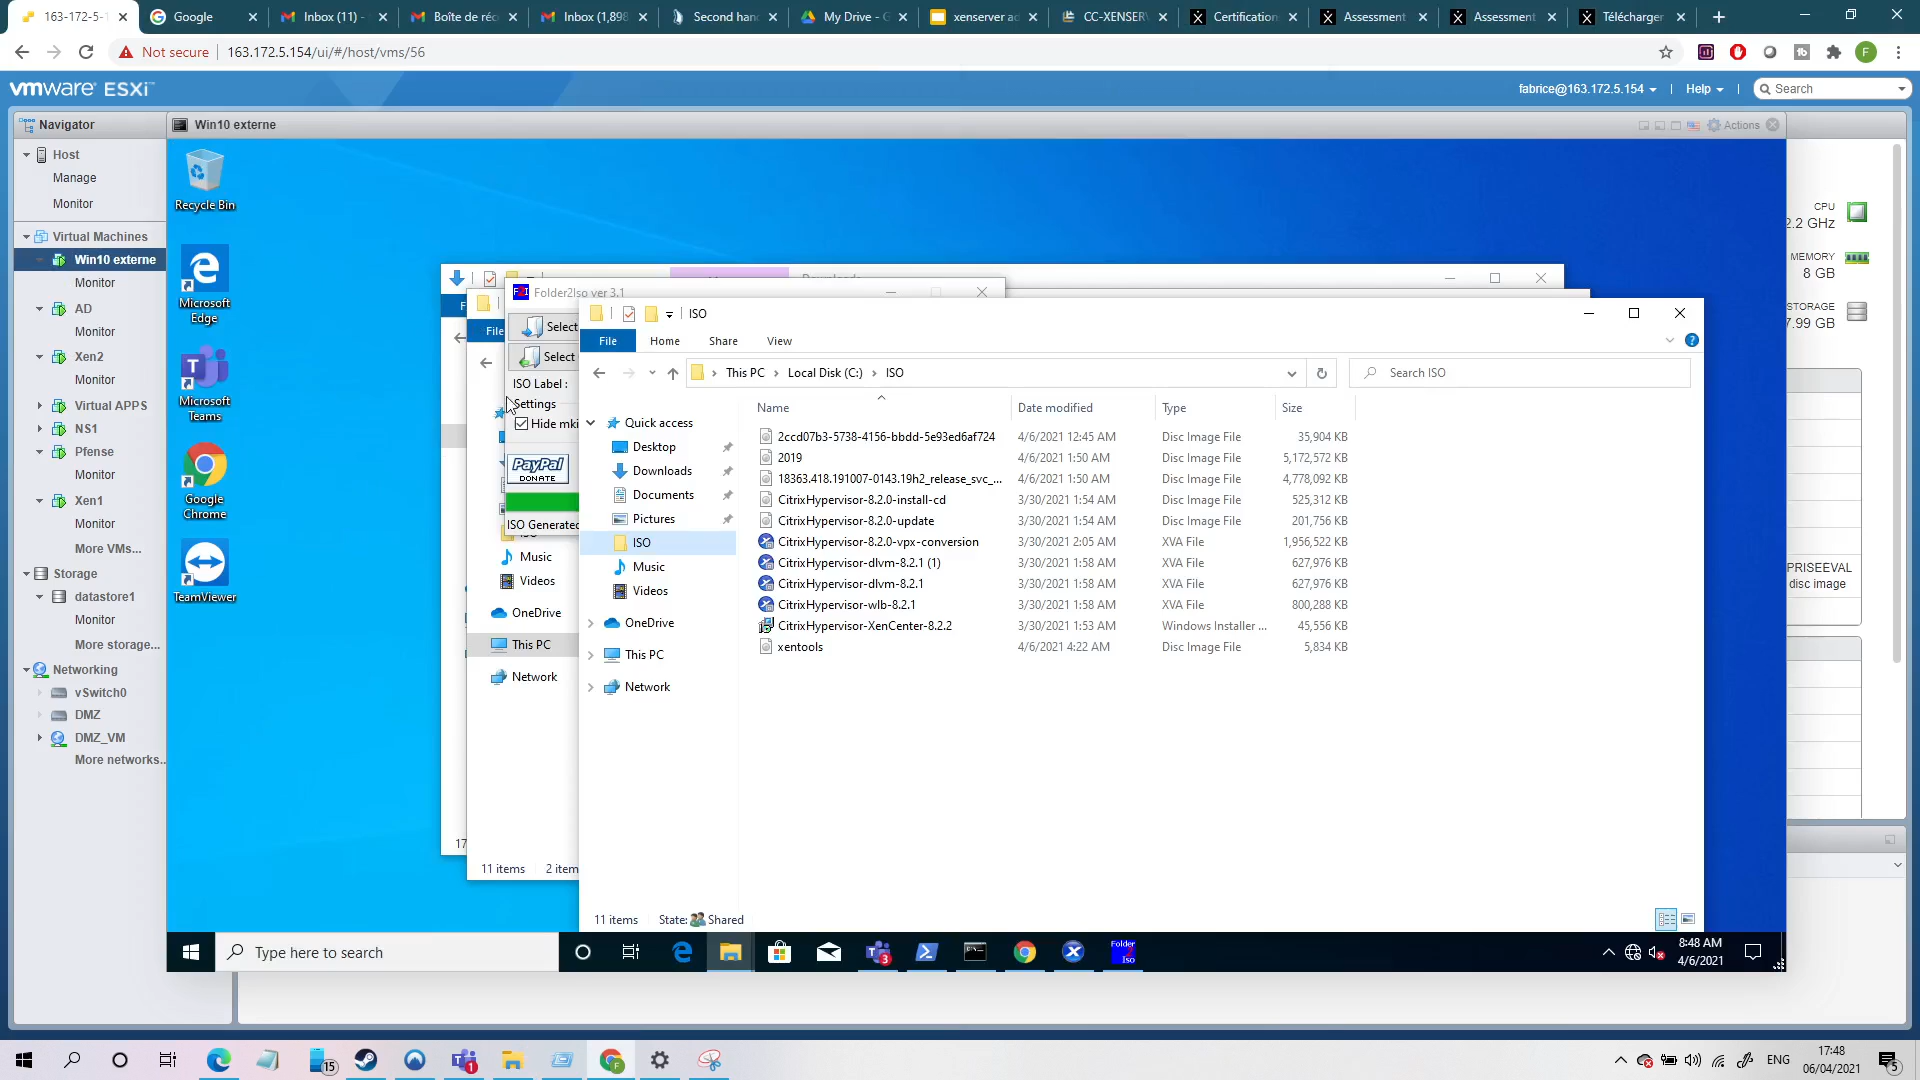 163-172-5-1
Google
Inbox (11) -
Boîte de réc
Inbox (1,898
Second hand
My Drive - G
xenserver ad
CC-XENSERV
Certification
Assessment
Assessment
Télécharger
Not secure
163.172.5.154/ui/#/host/vms/56
F
vmware ESXi
fabrice@163.172.5.154
Help
Search
Navigator
Win10 externe
Actions
Host
Manage
Monitor
Virtual Machines
Win10 externe
Monitor
AD
Monitor
Xen2
Monitor
Virtual APPS
NS1
Pfense
Monitor
Xen1
Monitor
More VMs...
Storage
datastore1
Monitor
More storage...
Networking
vSwitch0
DMZ
DMZ_VM
More networks...
Recycle Bin
Microsoft Edge
Microsoft Teams
Google Chrome
TeamViewer
CPU
2.2 GHz
MEMORY
8 GB
STORAGE
7.99 GB
PRISEEVAL
disc image
Downloads
Folder2Iso ver 3.1
File
Select
Select
ISO Label :
Settings
Hide mki
PayPal
DONATE
ISO Generated
Music
Videos
OneDrive
This PC
Network
17
11 items 2 item
ISO
File Home Share View
This PC > Local Disk (C:) > ISO
Search ISO
Quick access
Desktop
Downloads
Documents
Pictures
ISO
Music
Videos
OneDrive
This PC
Network
Name Date modified Type Size
2ccd07b3-5738-4156-bbdd-5e93ed6af724 4/6/2021 12:45 AM Disc Image File 35,904 KB
2019 4/6/2021 1:50 AM Disc Image File 5,172,572 KB
18363.418.191007-0143.19h2_release_svc_... 4/6/2021 1:50 AM Disc Image File 4,778,092 KB
CitrixHypervisor-8.2.0-install-cd 3/30/2021 1:54 AM Disc Image File 525,312 KB
CitrixHypervisor-8.2.0-update 3/30/2021 1:54 AM Disc Image File 201,756 KB
CitrixHypervisor-8.2.0-vpx-conversion 3/30/2021 2:05 AM XVA File 1,956,522 KB
CitrixHypervisor-dlvm-8.2.1 (1) 3/30/2021 1:58 AM XVA File 627,976 KB
CitrixHypervisor-dlvm-8.2.1 3/30/2021 1:58 AM XVA File 627,976 KB
CitrixHypervisor-wlb-8.2.1 3/30/2021 1:58 AM XVA File 800,288 KB
CitrixHypervisor-XenCenter-8.2.2 3/30/2021 1:53 AM Windows Installer ... 45,556 KB
xentools 4/6/2021 4:22 AM Disc Image File 5,834 KB
11 items State: Shared
Type here to search
3
Folder
Iso
8:48 AM
4/6/2021
15
1
F
ENG
17:48
06/04/2021
5